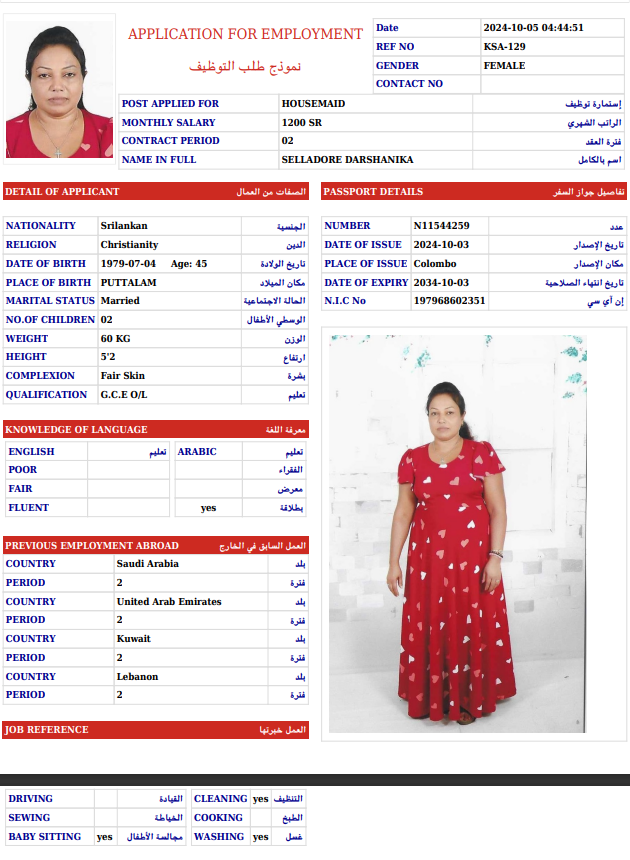 APPLICATION FOR EMPLOYMENT
نموذج طلب التوظيف
Date 2024-10-05 04:44:51
REF NO KSA-129
GENDER FEMALE
CONTACT NO
POST APPLIED FOR HOUSEMAID إستمارة توظيف
MONTHLY SALARY 1200 SR الراتب الشهري
CONTRACT PERIOD 02 فترة العقد
NAME IN FULL SELLADORE DARSHANIKA اسم بالكامل
DETAIL OF APPLICANT الصفات من العمال
NATIONALITY Srilankan الجنسية
RELIGION Christianity الدين
DATE OF BIRTH 1979-07-04 Age: 45 تاريخ الولادة
PLACE OF BIRTH PUTTALAM مكان الميلاد
MARITAL STATUS Married الحالة الاجتماعية
NO.OF CHILDREN 02 الوسطي الأطفال
WEIGHT 60 KG الوزن
HEIGHT 5'2 ارتفاع
COMPLEXION Fair Skin بشرة
QUALIFICATION G.C.E O/L تعليم
PASSPORT DETAILS تفاصيل جواز السفر
NUMBER N11544259 عدد
DATE OF ISSUE 2024-10-03 تاريخ الإصدار
PLACE OF ISSUE Colombo مكان الإصدار
DATE OF EXPIRY 2034-10-03 تاريخ انتهاء الصلاحية
N.I.C No 197968602351 إن آي سي
KNOWLEDGE OF LANGUAGE معرفة اللغة
ENGLISH تعليم ARABIC تعليم
POOR الفقراء
FAIR معرض
FLUENT yes بطلاقة
PREVIOUS EMPLOYMENT ABROAD العمل السابق في الخارج
COUNTRY Saudi Arabia بلد
PERIOD 2 فترة
COUNTRY United Arab Emirates بلد
PERIOD 2 فترة
COUNTRY Kuwait بلد
PERIOD 2 فترة
COUNTRY Lebanon بلد
PERIOD 2 فترة
JOB REFERENCE العمل خبرتها
DRIVING القيادة CLEANING yes التنظيف
SEWING الخياطة COOKING الطبخ
BABY SITTING yes مجالسة الأطفال WASHING yes غسل